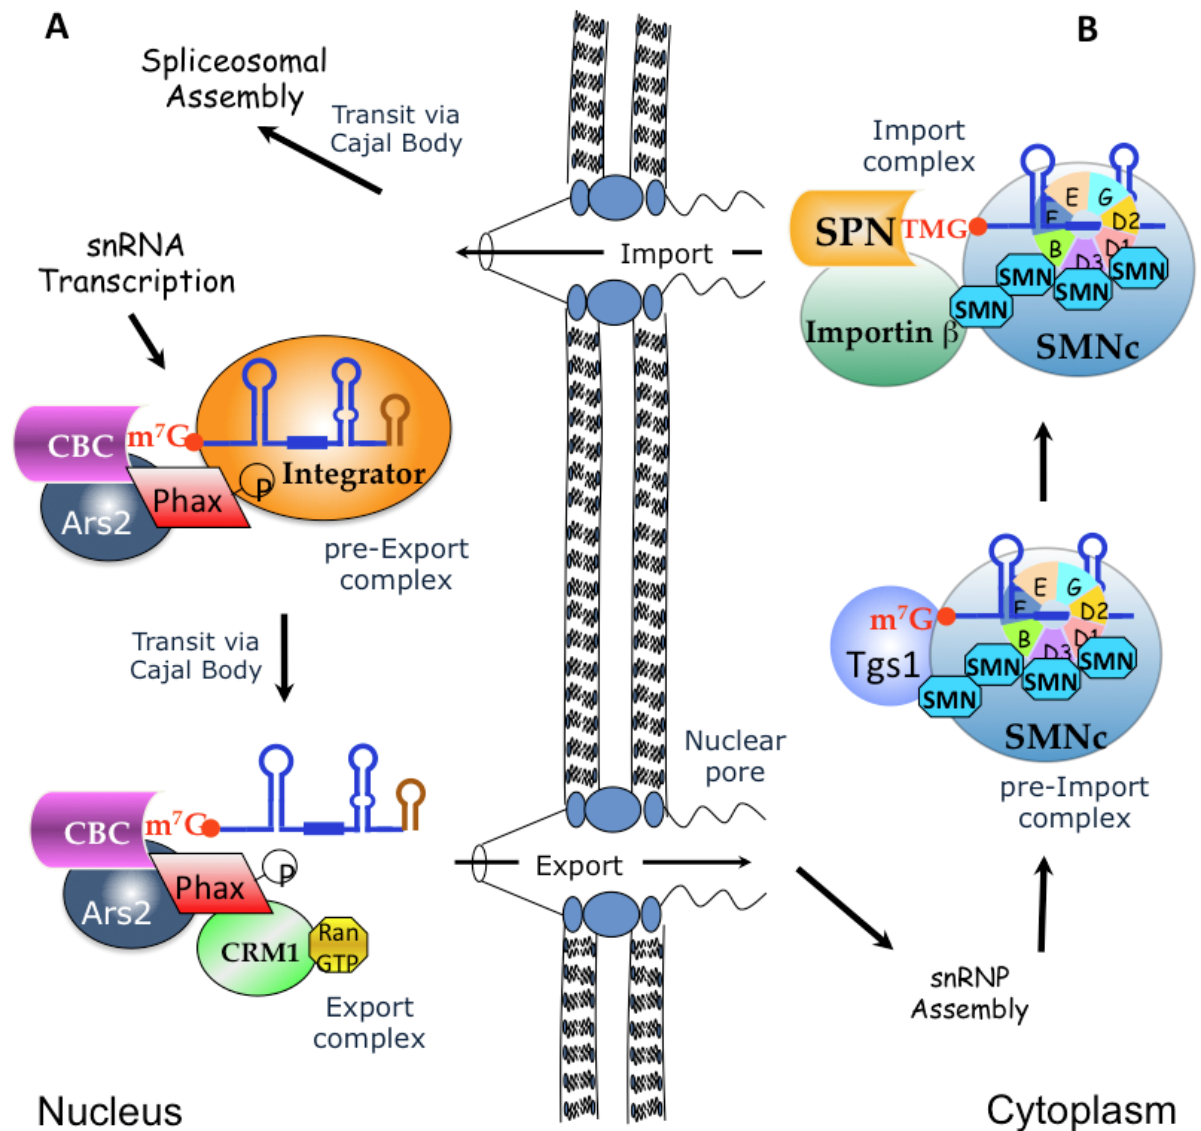 A
Spliceosomal
Assembly
Transit via
Cajal Body
snRNA
Transcription
CBC
m⁷G
Ars2
Phax
P
Integrator
pre-Export
complex
Transit via
Cajal Body
CBC
m⁷G
Ars2
Phax
P
CRM1
Ran
GTP
Export
complex
Nucleus
Import
Nuclear
pore
Export
B
Import
complex
SPN
TMG
E
G
F
D2
B
D3
D1
SMN
SMN
SMN
SMN
Importin β
SMNc
m⁷G
Tgs1
E
G
F
D2
B
D3
D1
SMN
SMN
SMN
SMN
SMNc
pre-Import
complex
snRNP
Assembly
Cytoplasm